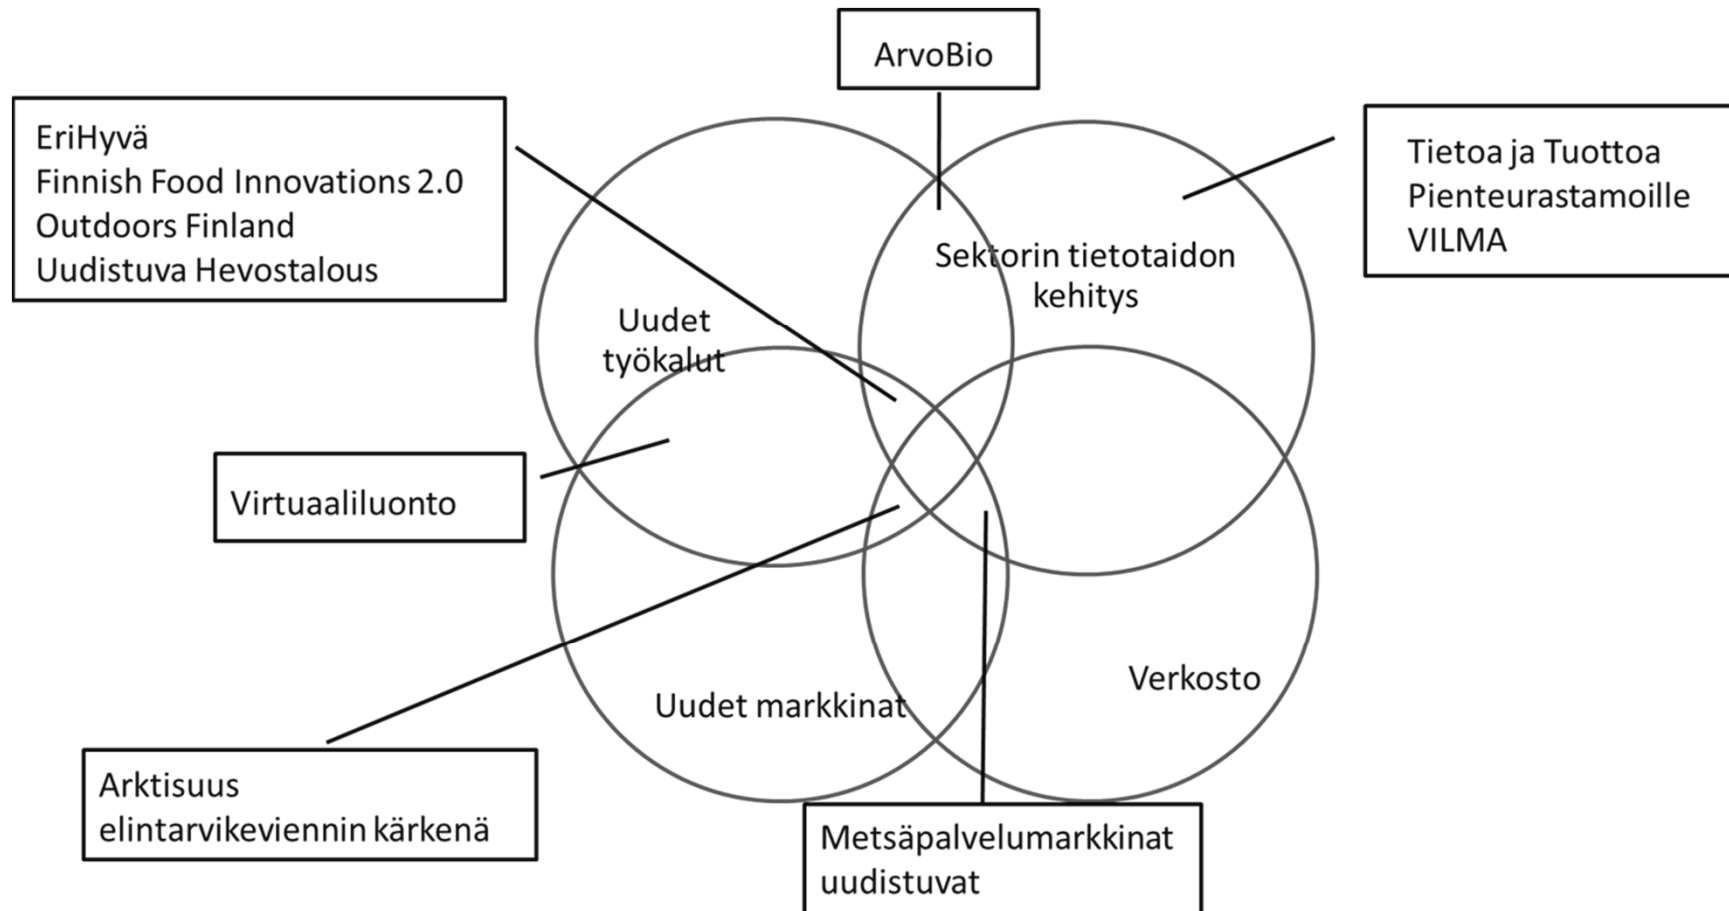 ArvoBio
EriHyvä
Finnish Food Innovations 2.0
Outdoors Finland
Uudistuva Hevostalous
Tietoa ja Tuottoa
Pienteurastamoille
VILMA
Sektorin tietotaidon
kehitys
Uudet
työkalut
Virtuaaliluonto
Uudet markkinat
Verkosto
Arktisuus
elintarvikeviennin kärkenä
Metsäpalvelumarkkinat
uudistuvat